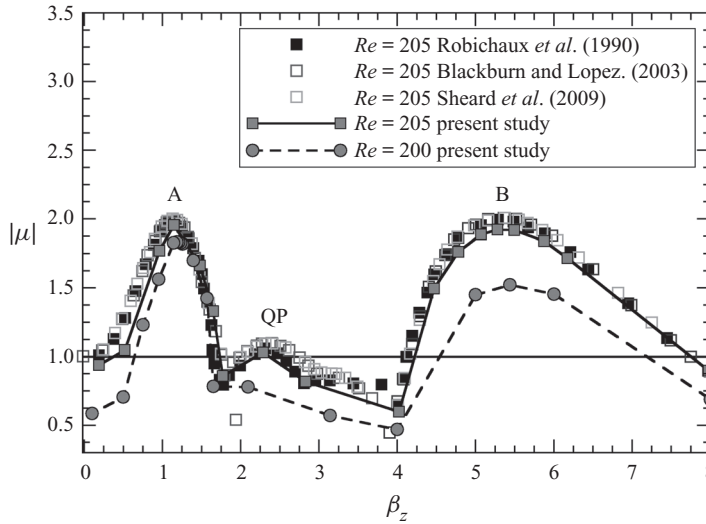 3.5
3.0
2.5
2.0
1.5
1.0
0.5
|μ|
Re = 205 Robichaux et al. (1990)
Re = 205 Blackburn and Lopez. (2003)
Re = 205 Sheard et al. (2009)
Re = 205 present study
Re = 200 present study
A
QP
B
0 1 2 3 4 5 6 7 8
β_z